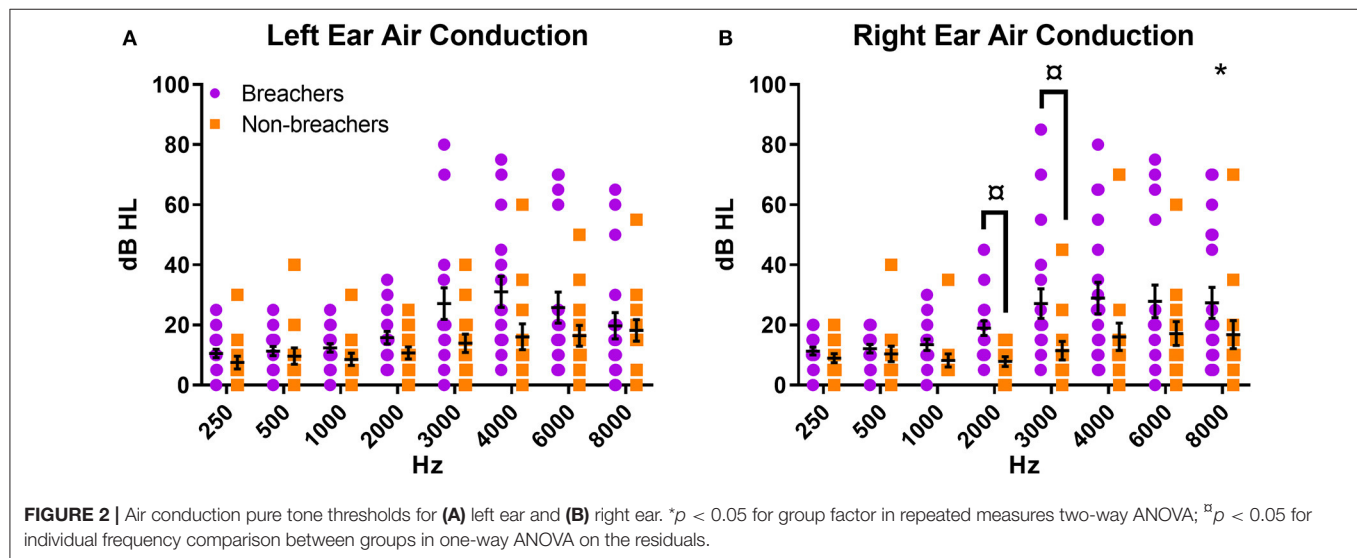 A Left Ear Air Conduction
B Right Ear Air Conduction
¤ *
100 Breachers
Non-breachers
80
60
40
20
0
dB HL
250 500 1000 2000 3000 4000 6000 8000
Hz
100
80
60 ¤
40
20
0
dB HL
250 500 1000 2000 3000 4000 6000 8000
Hz
FIGURE 2 | Air conduction pure tone thresholds for (A) left ear and (B) right ear. *p < 0.05 for group factor in repeated measures two-way ANOVA; ¤p < 0.05 for
individual frequency comparison between groups in one-way ANOVA on the residuals.